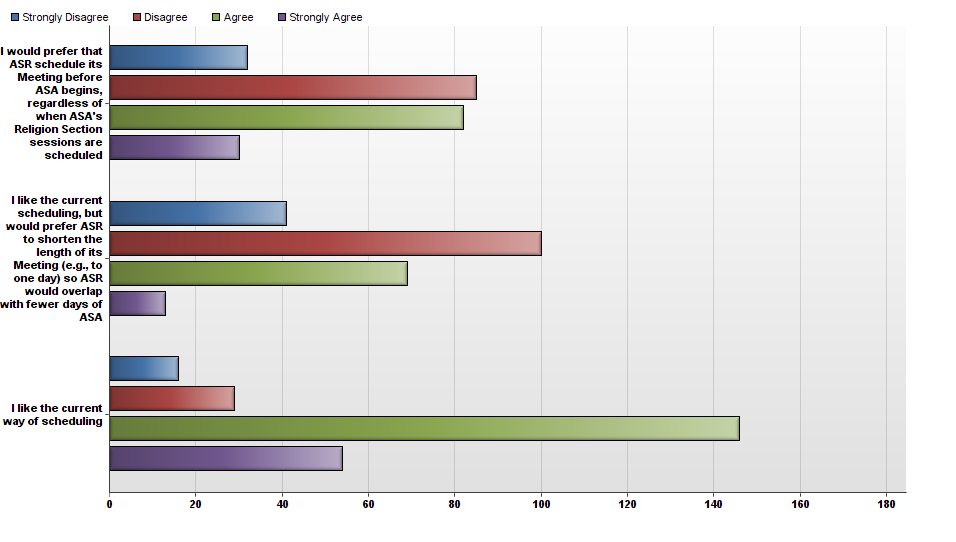 Strongly Disagree Disagree Agree Strongly Agree
I would prefer that
ASR schedule its
Meeting before
ASA begins,
regardless of
when ASA's
Religion Section
sessions are
scheduled
I like the current
scheduling, but
would prefer ASR
to shorten the
length of its
Meeting (e.g., to
one day) so ASR
would overlap
with fewer days of
ASA
I like the current
way of scheduling
0 20 40 60 80 100 120 140 160 180